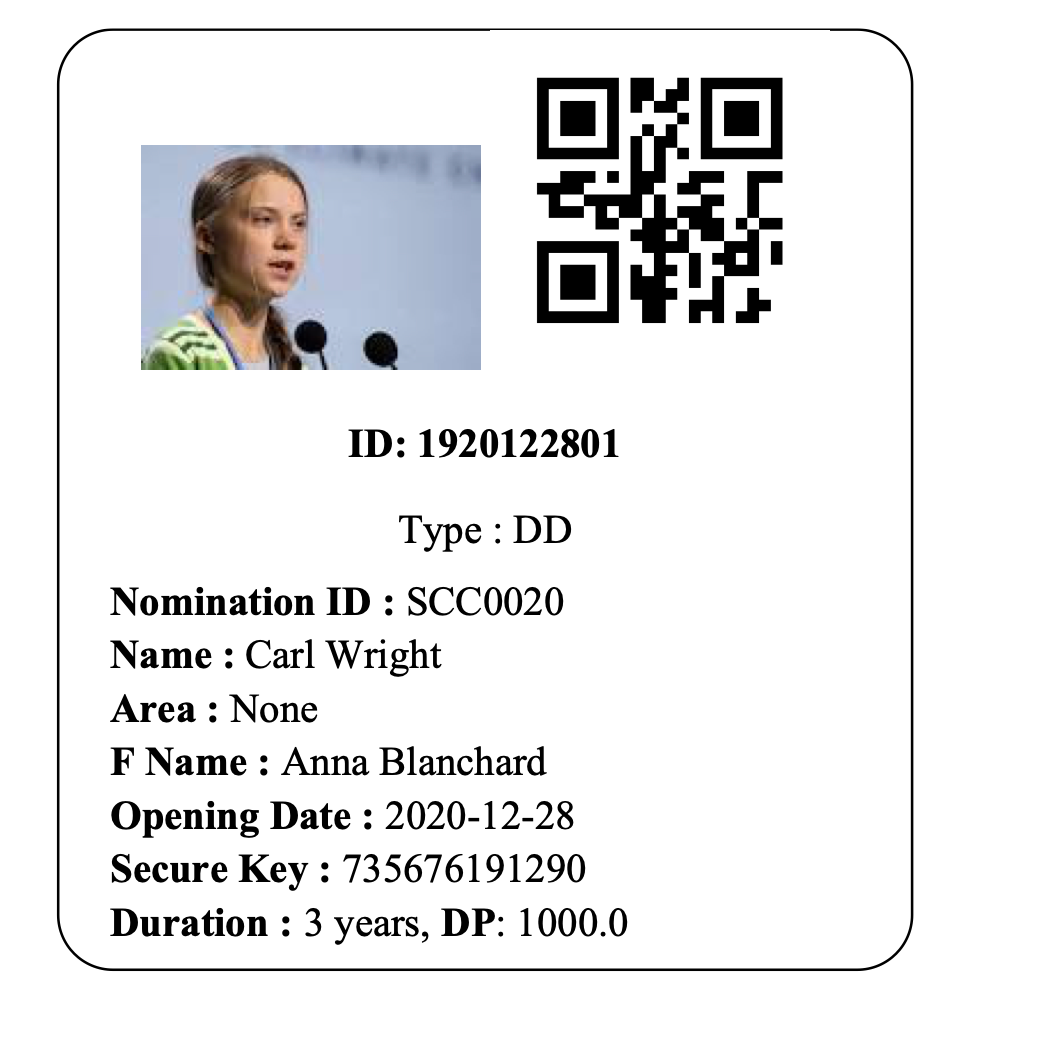 ID: 1920122801
Type : DD
Nomination ID : SCC0020
Name : Carl Wright
Area : None
F Name : Anna Blanchard
Opening Date : 2020-12-28
Secure Key : 735676191290
Duration : 3 years, DP: 1000.0